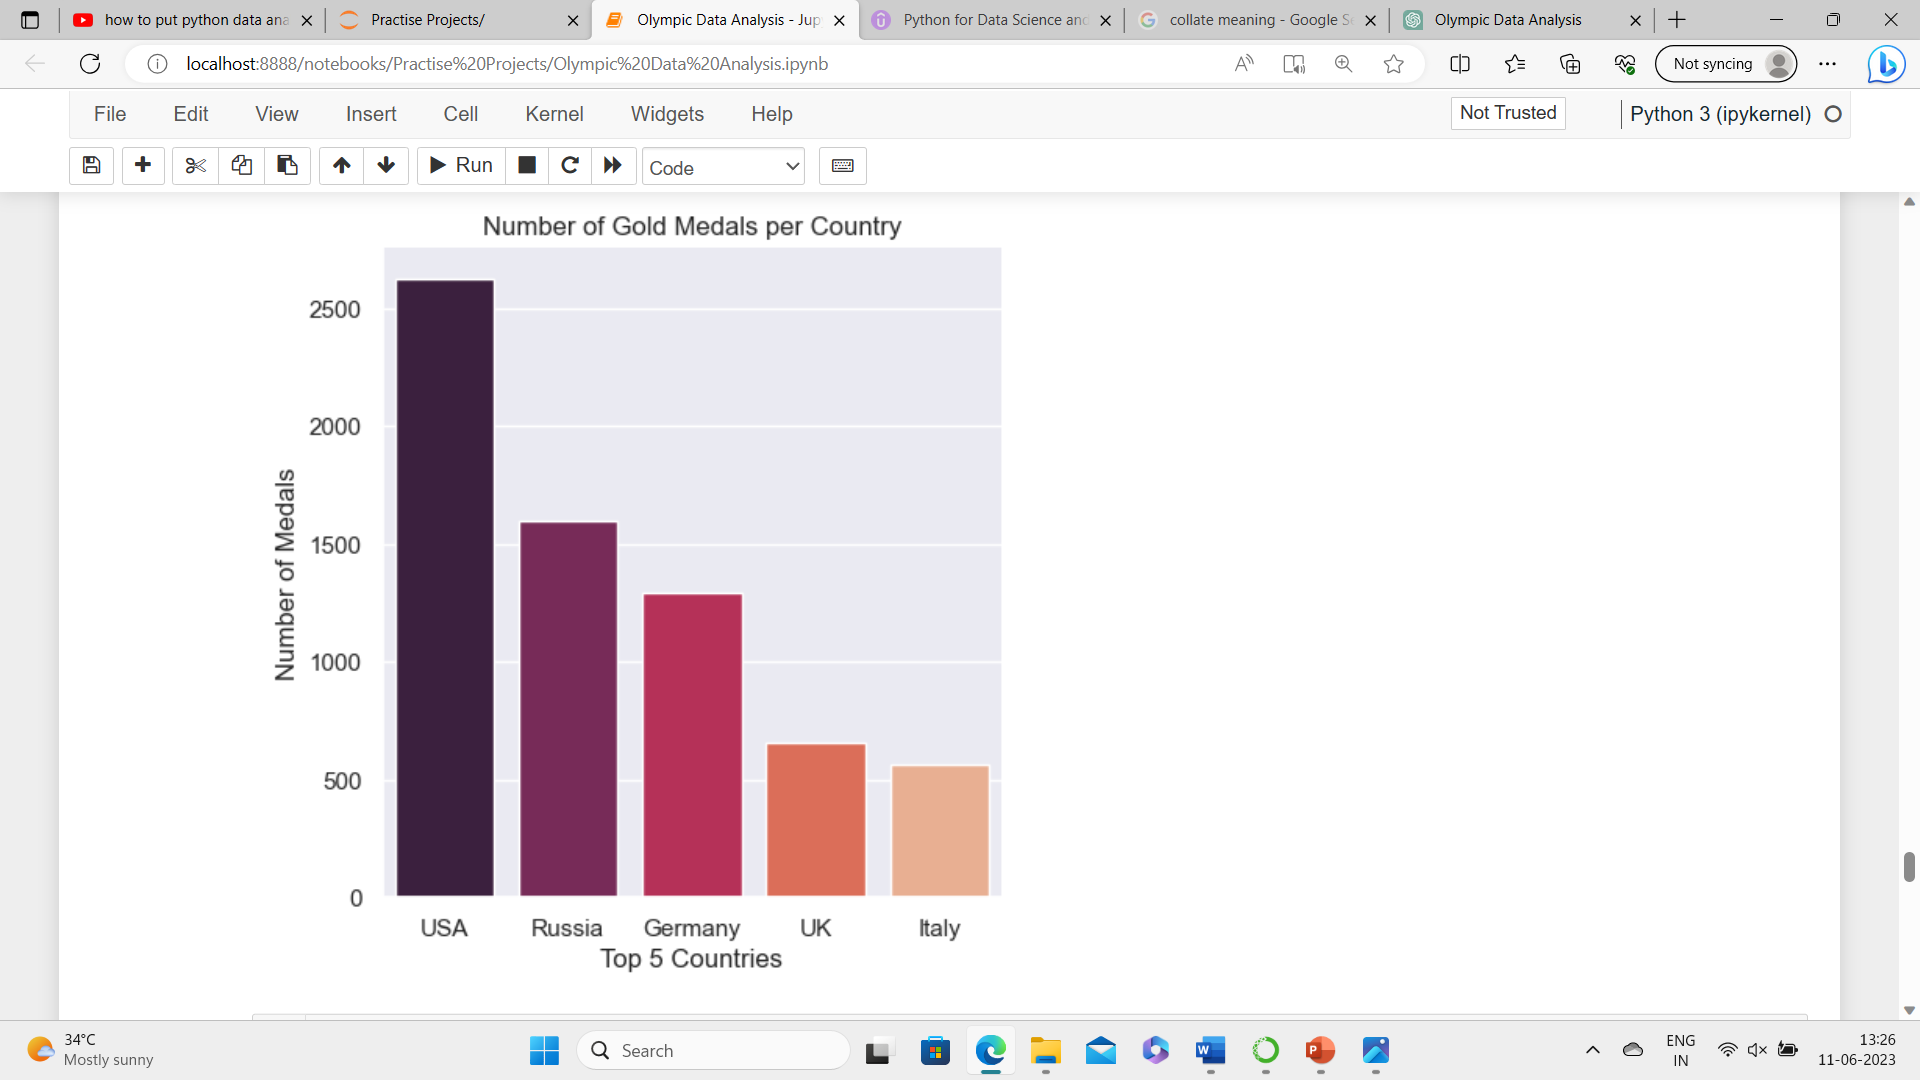 how to put python data ana
Practise Projects/
Olympic Data Analysis - Jup
Python for Data Science and
collate meaning - Google Se
Olympic Data Analysis
localhost:8888/notebooks/Practise%20Projects/Olympic%20Data%20Analysis.ipynb
Not syncing
File Edit View Insert Cell Kernel Widgets Help
Not Trusted
Python 3 (ipykernel)
Run
Code
Number of Gold Medals per Country
Number of Medals
2500
2000
1500
1000
500
0
USA Russia Germany UK Italy
Top 5 Countries
34°C
Mostly sunny
Search
ENG
IN
13:26
11-06-2023